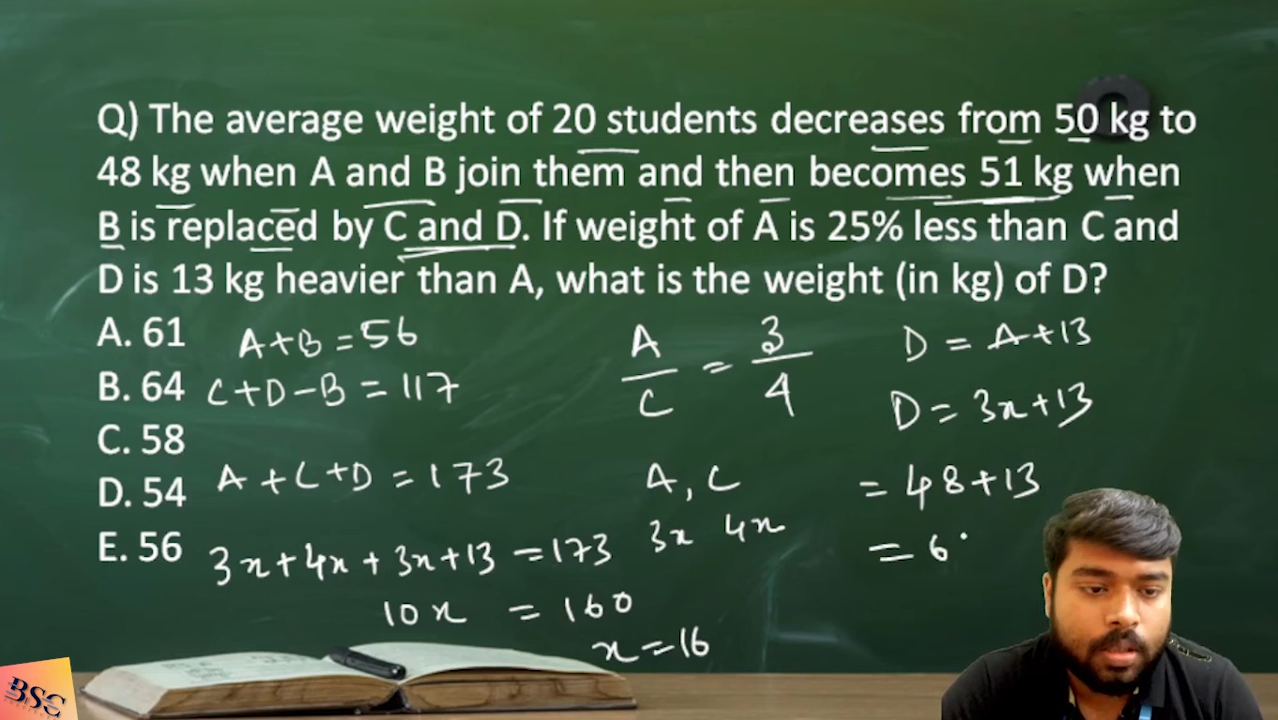 Q) The average weight of 20 students decreases from 50 kg to
48 kg when A and B join them and then becomes 51 kg when
B is replaced by C and D. If weight of A is 25% less than C and
D is 13 kg heavier than A, what is the weight (in kg) of D?
A. 61
B. 64
C. 58
D. 54
E. 56
A+B=56
C+D-B=117
A+C+D=173
3x+4x+3x+13=173
10x = 160
x=16
A/C = 3/4
A, C
3x 4x
D = A+13
D=3x+13
=48+13
=6
BSC